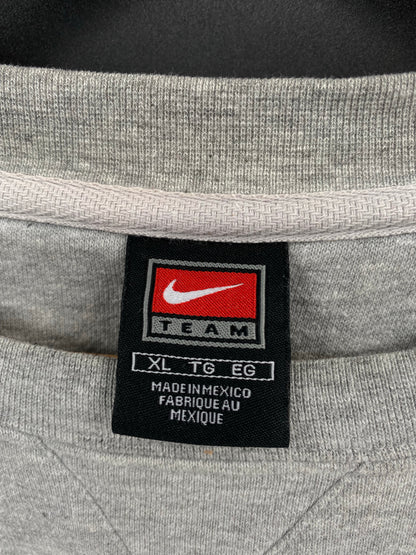 TEAM
XL TG EG
MADE IN MEXICO
FABRIQUE AU
MEXIQUE